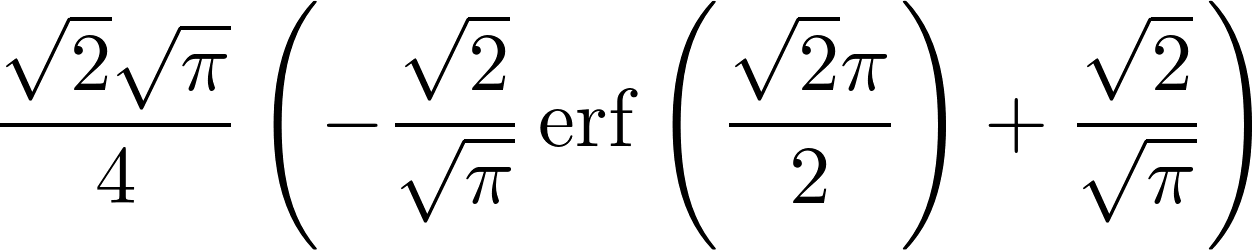 \frac{\sqrt{2}\sqrt{\pi}}{4} \left( -\frac{\sqrt{2}}{\sqrt{\pi}} \operatorname{erf} \left( \frac{\sqrt{2}\pi}{2} \right) + \frac{\sqrt{2}}{\sqrt{\pi}} \right)